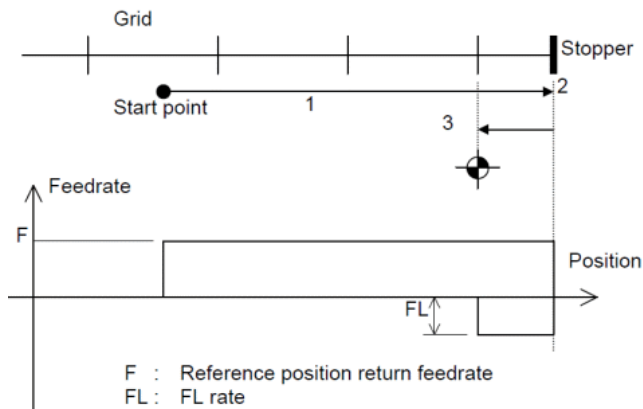 Grid
Stopper
1
2
Start point
3
Feedrate
F
Position
FL
F : Reference position return feedrate
FL : FL rate